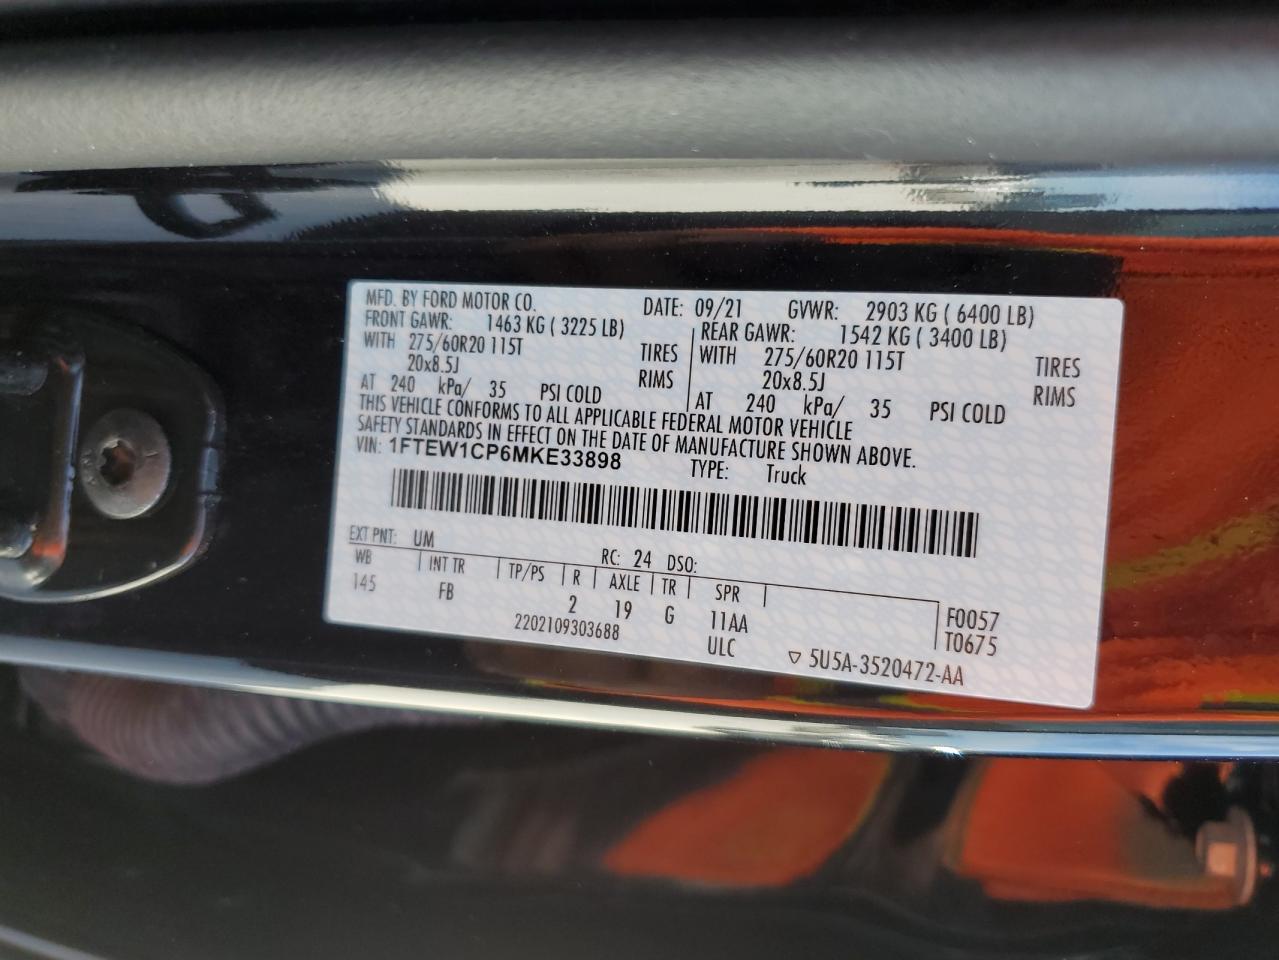 MFD. BY FORD MOTOR CO. DATE: 09/21 GVWR: 2903 KG ( 6400 LB)
FRONT GAWR: 1463 KG ( 3225 LB) REAR GAWR: 1542 KG ( 3400 LB)
WITH 275/60R20 115T TIRES WITH 275/60R20 115T TIRES
20x8.5J RIMS 20x8.5J RIMS
AT 240 kPa/ 35 PSI COLD AT 240 kPa/ 35 PSI COLD
THIS VEHICLE CONFORMS TO ALL APPLICABLE FEDERAL MOTOR VEHICLE
SAFETY STANDARDS IN EFFECT ON THE DATE OF MANUFACTURE SHOWN ABOVE.
VIN: 1FTEW1CP6MKE33898 TYPE: Truck
EXT PNT: UM RC: 24 DSO:
WB INT TR TP/PS R AXLE TR SPR
145 FB 2 19 G 11AA F0057
2202109303688 ULC T0675
5U5A-3520472-AA